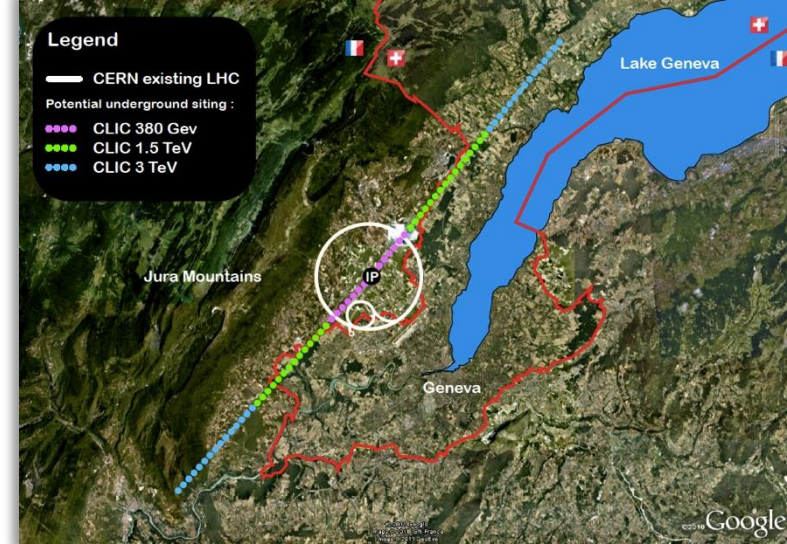 Legend
CERN existing LHC
Potential underground siting :
CLIC 380 Gev
CLIC 1.5 TeV
CLIC 3 TeV
Lake Geneva
Jura Mountains
IP
Geneva
©2010 Google